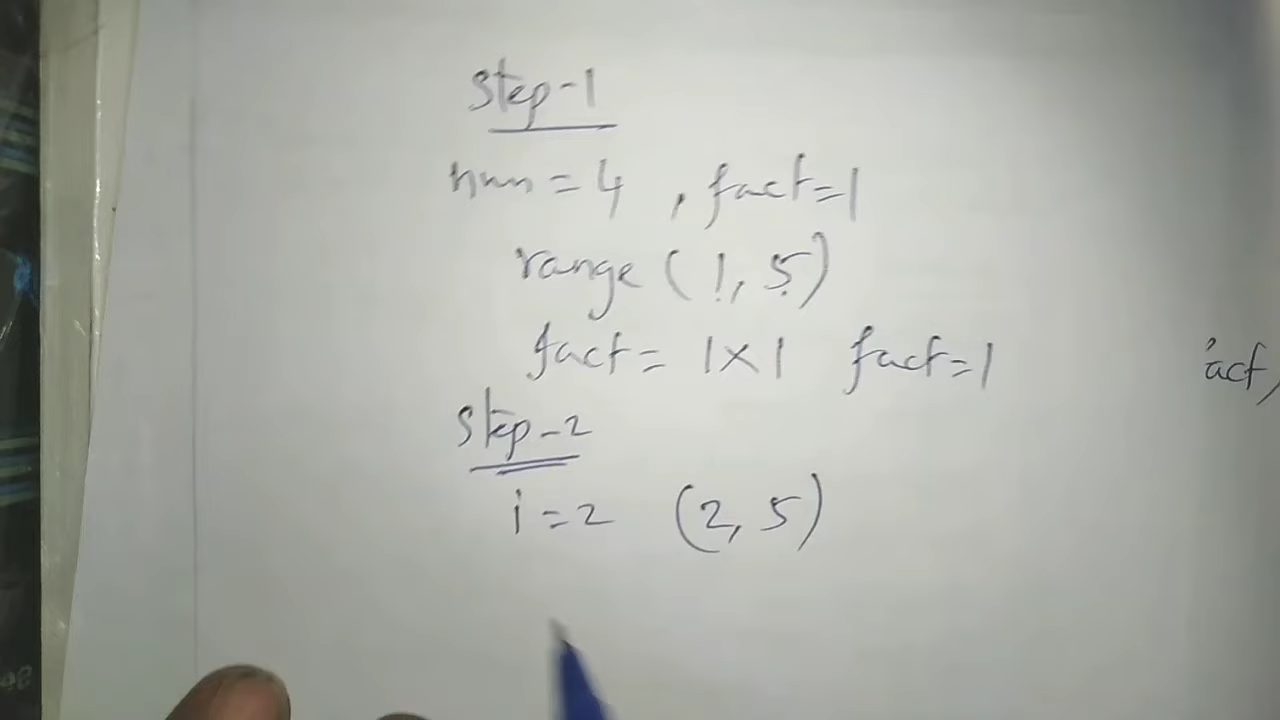 Step-1
num = 4 , fact=1
range (1, 5)
fact = 1×1 fact=1
act,
Step-2
i=2 (2, 5)